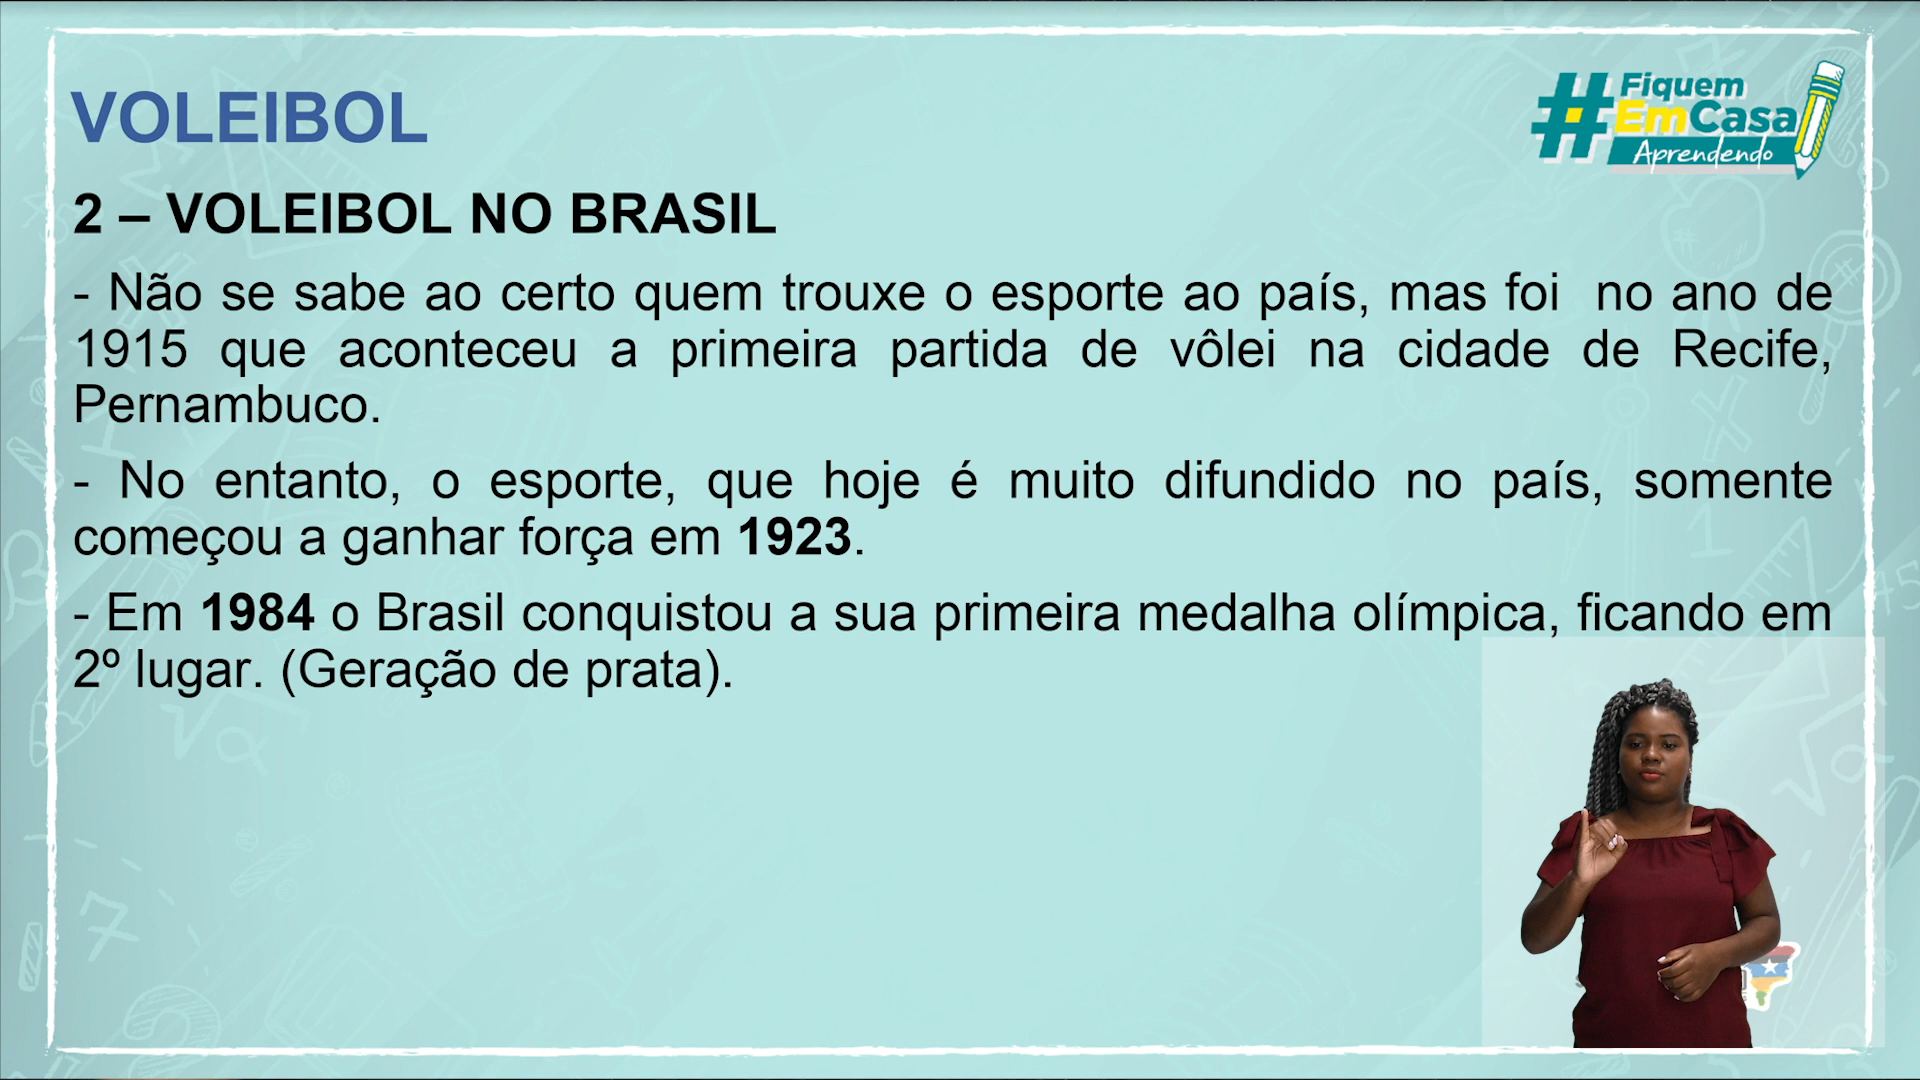 VOLEIBOL
#Fiquem
EmCasa
Aprendendo
2 – VOLEIBOL NO BRASIL
- Não se sabe ao certo quem trouxe o esporte ao país, mas foi no ano de
1915 que aconteceu a primeira partida de vôlei na cidade de Recife,
Pernambuco.
- No entanto, o esporte, que hoje é muito difundido no país, somente
começou a ganhar força em 1923.
- Em 1984 o Brasil conquistou a sua primeira medalha olímpica, ficando em
2º lugar. (Geração de prata).